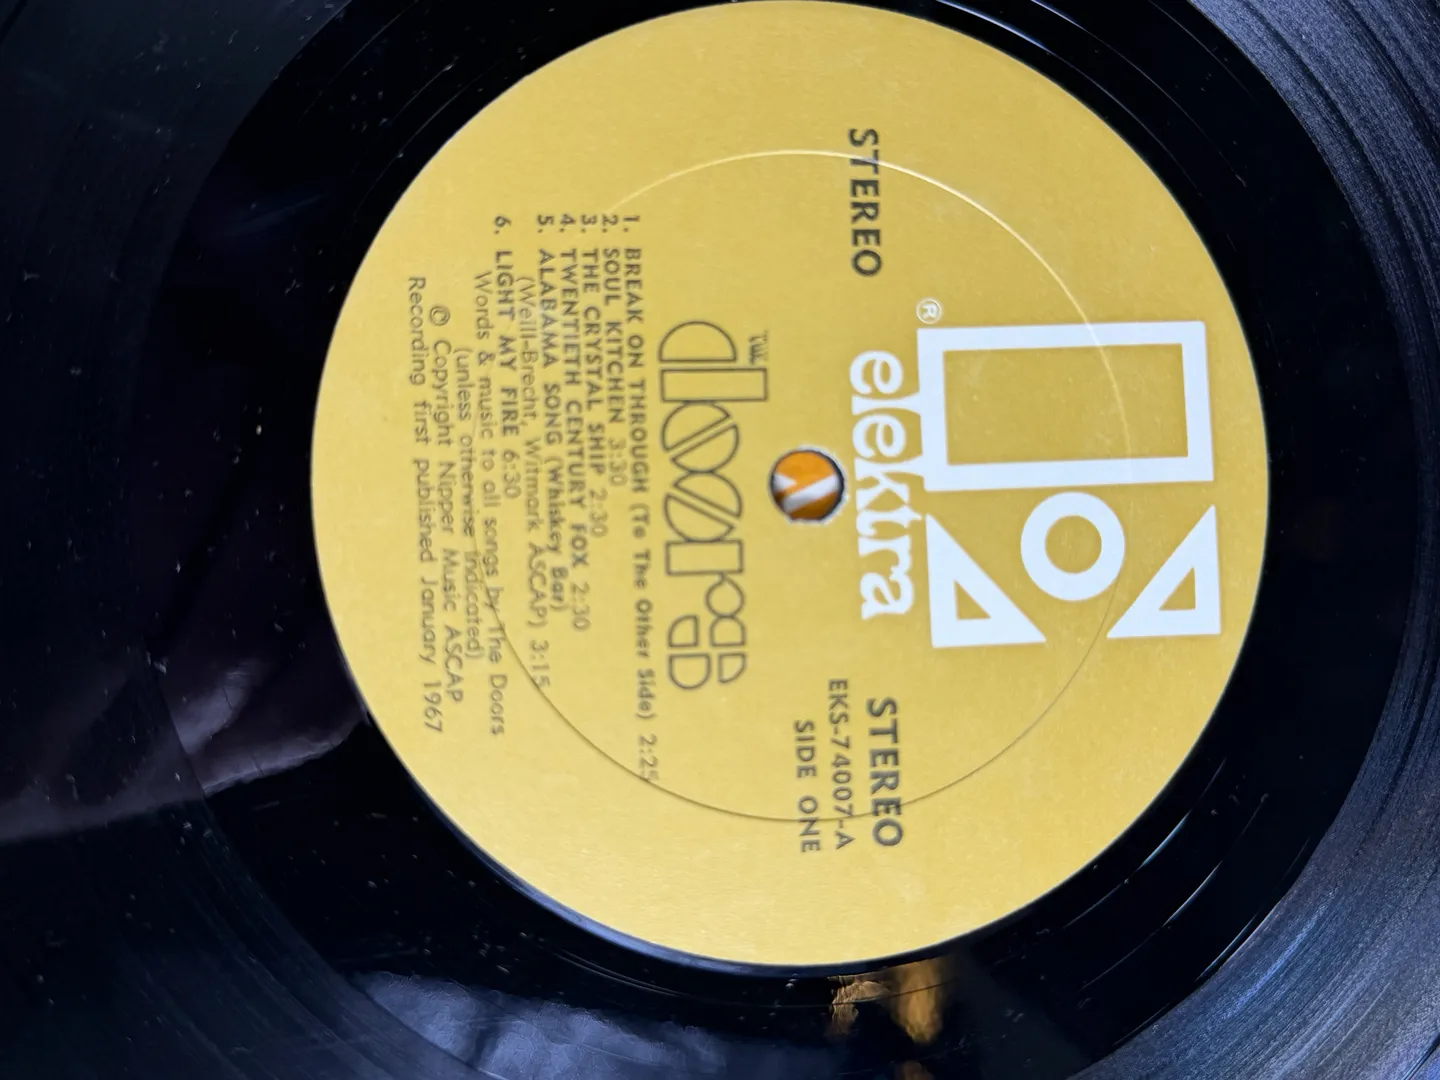 ®
elektra
STEREO
STEREO
EKS-74007-A
SIDE ONE
THE
DOORS
1. BREAK ON THROUGH (To The Other Side) 2:25
2. SOUL KITCHEN 3:30
3. THE CRYSTAL SHIP 2:30
4. TWENTIETH CENTURY FOX 2:30
5. ALABAMA SONG (Whiskey Bar)
(Weill-Brecht, Witmark ASCAP) 3:15
6. LIGHT MY FIRE 6:30
Words & music to all songs by The Doors
(unless otherwise indicated)
© Copyright Nipper Music ASCAP
Recording first published January 1967